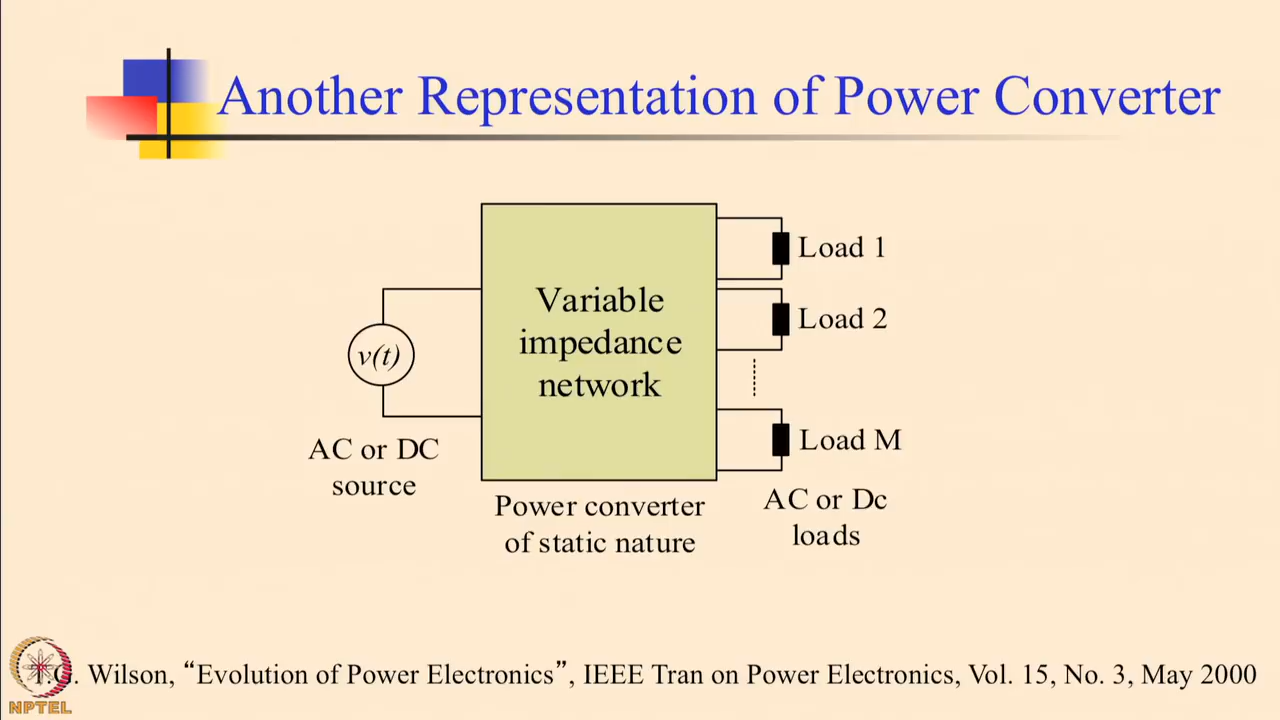 Another Representation of Power Converter
Variable
impedance
network
v(t)
AC or DC
source
Load 1
Load 2
Load M
Power converter
of static nature
AC or Dc
loads
T.G. Wilson, “Evolution of Power Electronics”, IEEE Tran on Power Electronics, Vol. 15, No. 3, May 2000
NPTEL